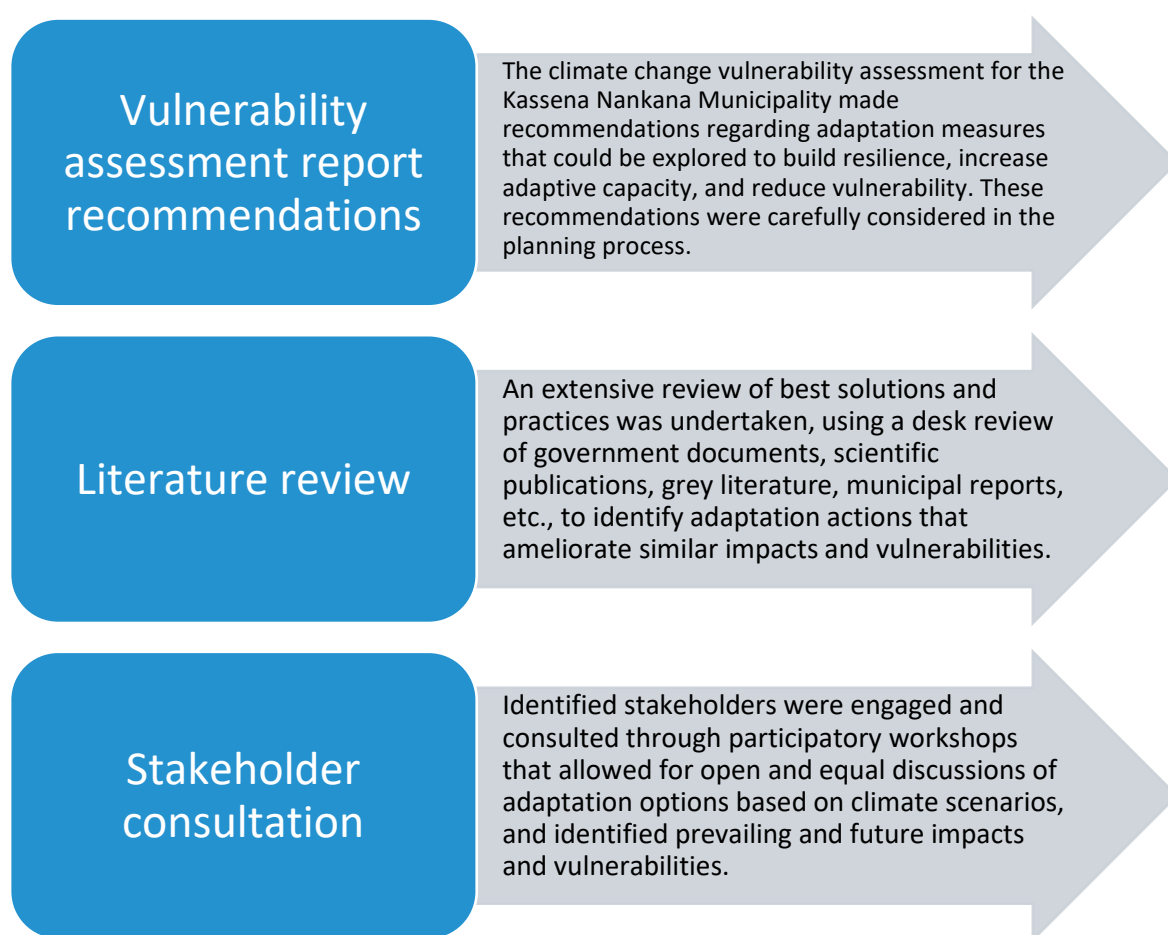 Vulnerability
assessment report
recommendations
The climate change vulnerability assessment for the
Kassena Nankana Municipality made
recommendations regarding adaptation measures
that could be explored to build resilience, increase
adaptive capacity, and reduce vulnerability. These
recommendations were carefully considered in the
planning process.
Literature review
An extensive review of best solutions and
practices was undertaken, using a desk review
of government documents, scientific
publications, grey literature, municipal reports,
etc., to identify adaptation actions that
ameliorate similar impacts and vulnerabilities.
Stakeholder
consultation
Identified stakeholders were engaged and
consulted through participatory workshops
that allowed for open and equal discussions of
adaptation options based on climate scenarios,
and identified prevailing and future impacts
and vulnerabilities.